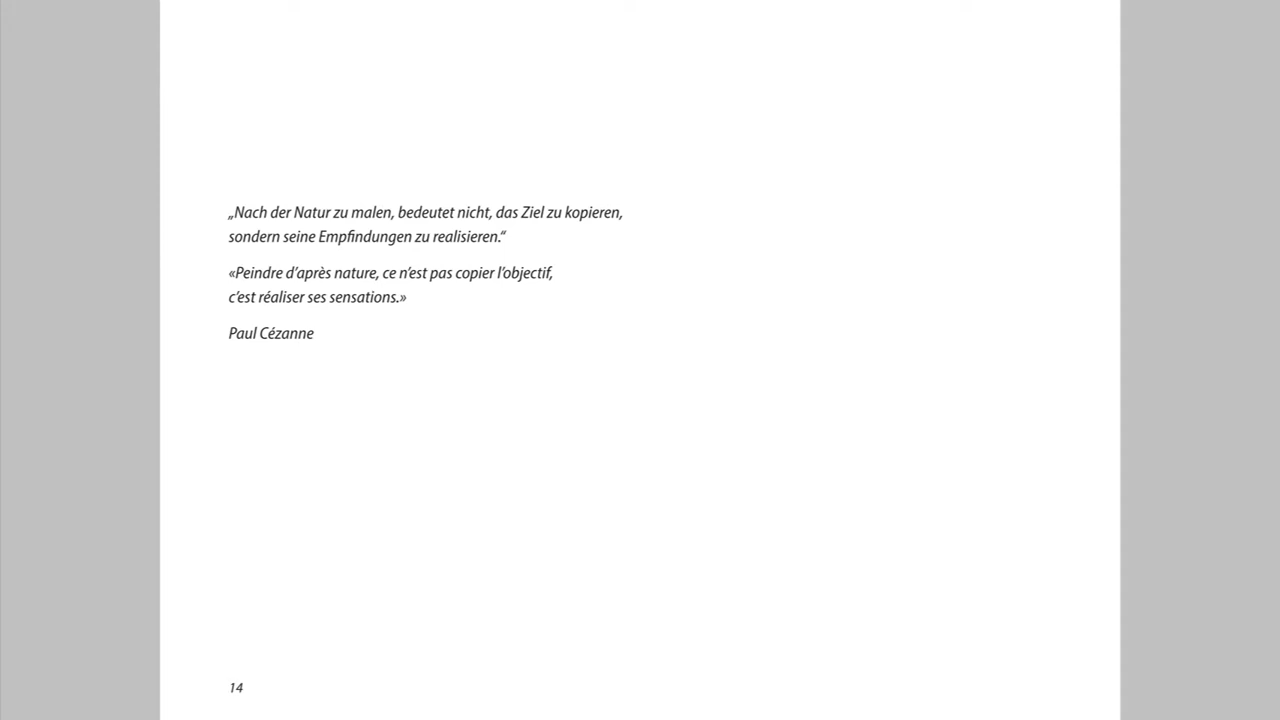 „Nach der Natur zu malen, bedeutet nicht, das Ziel zu kopieren,
sondern seine Empfindungen zu realisieren.“
«Peindre d’après nature, ce n’est pas copier l’objectif,
c’est réaliser ses sensations.»
Paul Cézanne
14